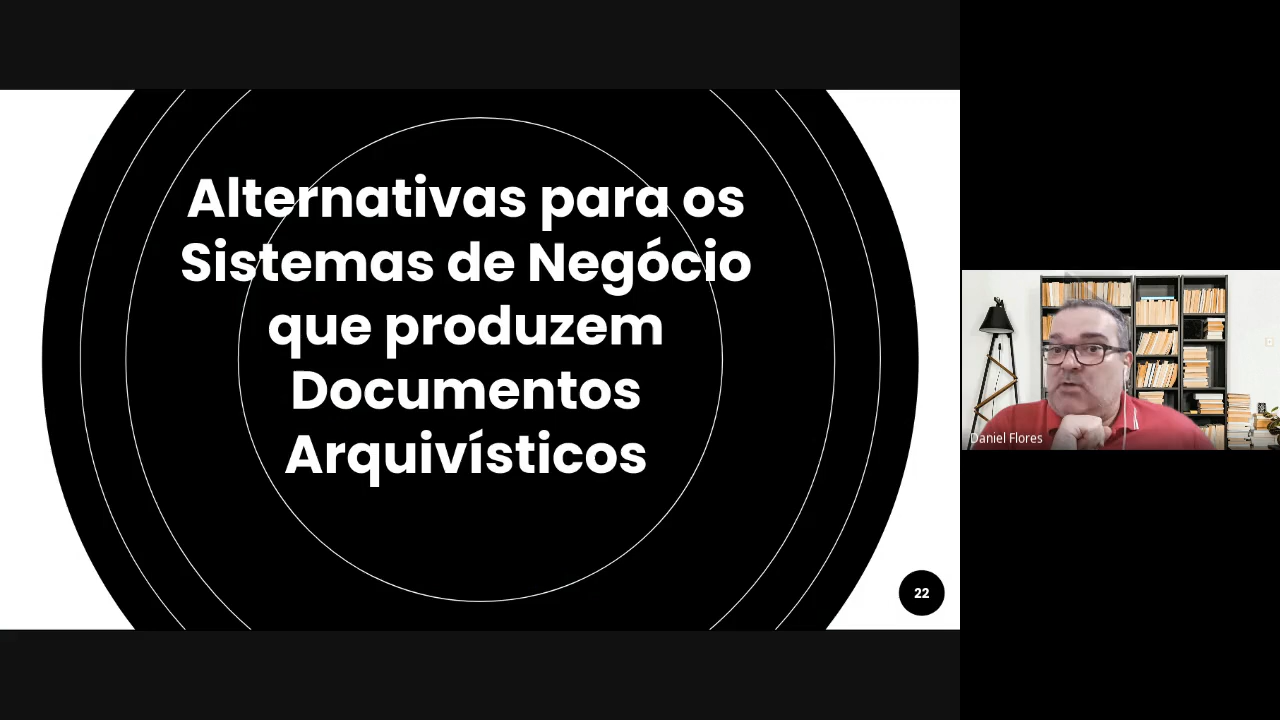 Alternativas para os
Sistemas de Negócio
que produzem
Documentos
Arquivísticos
22
Daniel Flores